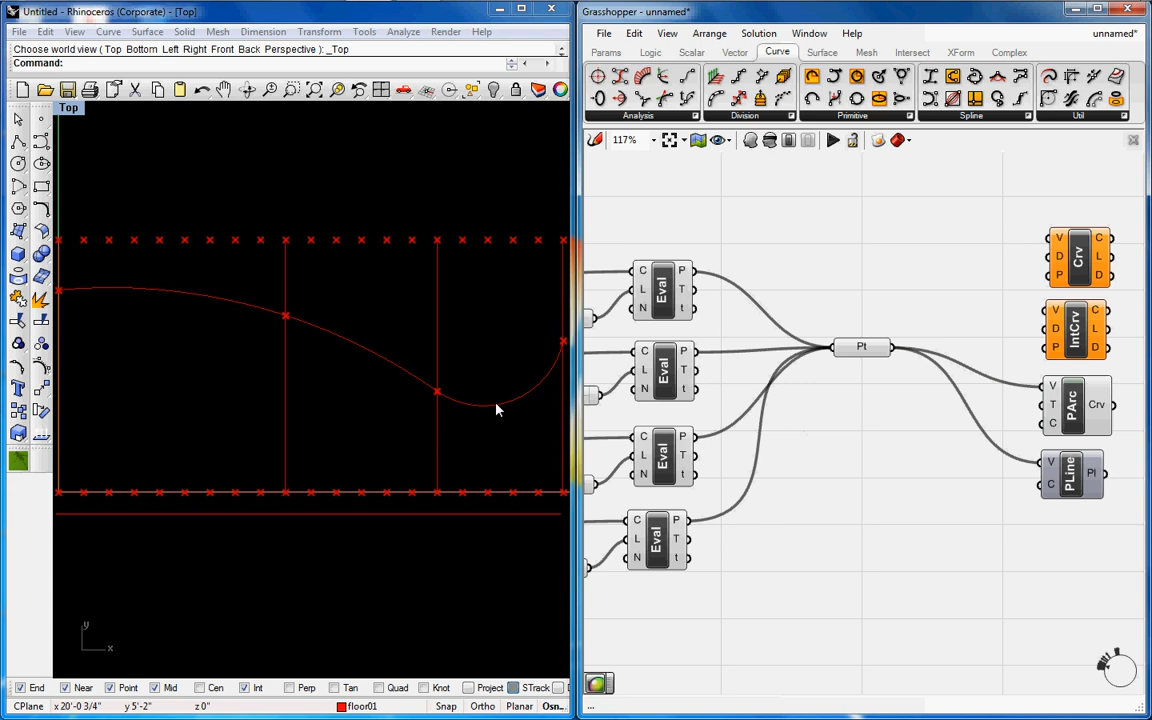 Untitled - Rhinoceros (Corporate) - [Top]
File Edit View Curve Surface Solid Mesh Dimension Transform Tools Analyze Render Help
Choose world view ( Top Bottom Left Right Front Back Perspective ): _Top
Command:
Top
y
x
End Near Point Mid Cen Int Perp Tan Quad Knot Project STrack D
CPlane x 20'-0 3/4" y 5'-2" z 0" floor01 Snap Ortho Planar Osn...
Grasshopper - unnamed*
File Edit View Arrange Solution Window Help unnamed*
Params Logic Scalar Vector Curve Surface Mesh Intersect XForm Complex
Analysis Division Primitive Spline Util
117%
C L N Eval P T t
C L N Eval P T t
C L N Eval P T t
C L N Eval P T t
Pt
V D P Crv C L P
V D P IntCrv C L D
V T C PArc Crv
V C PLine Pl
...